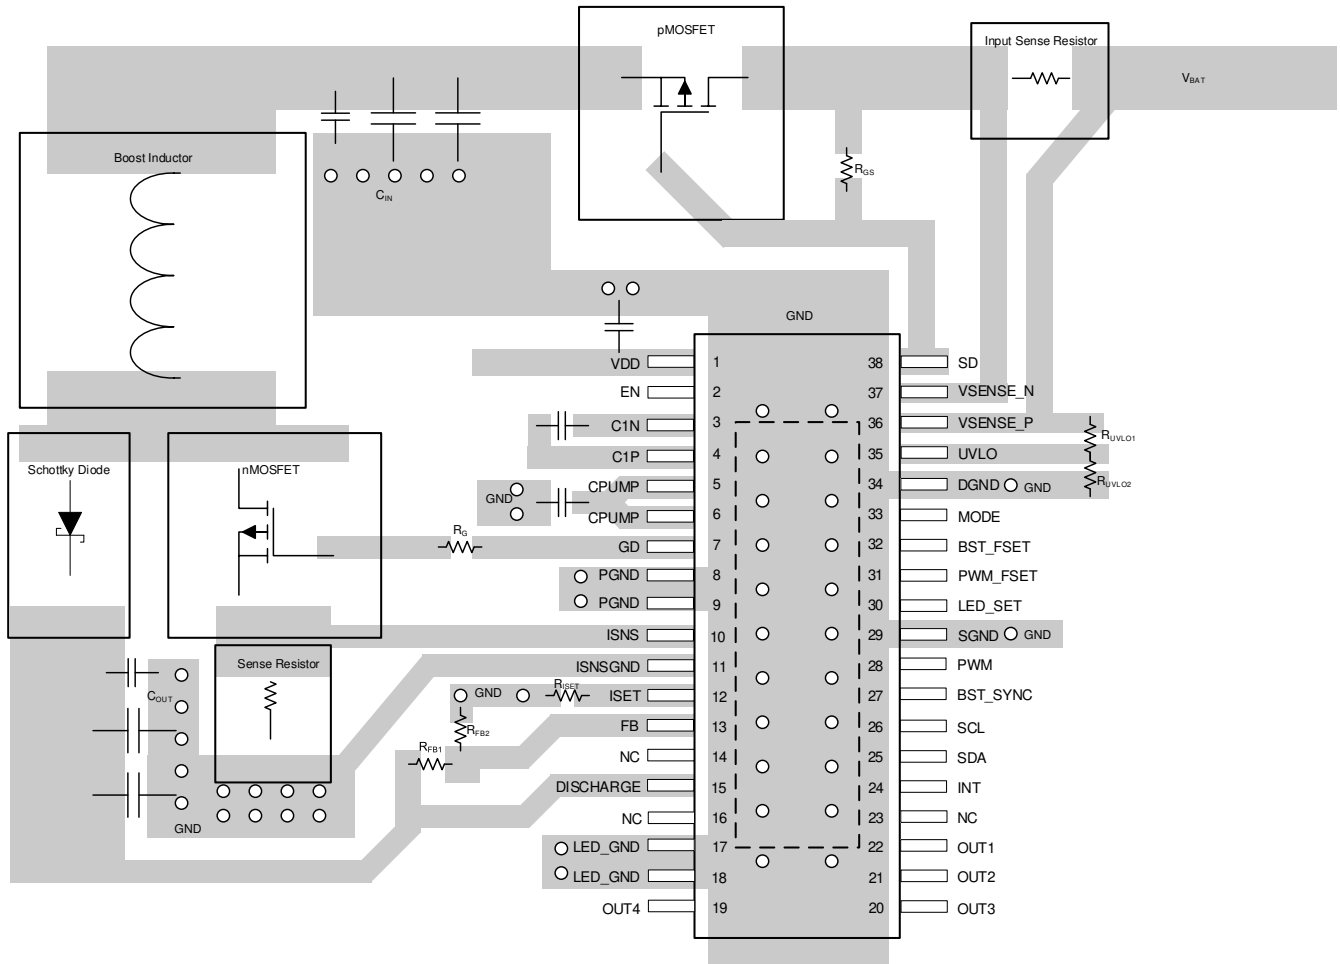 pMOSFET
Input Sense Resistor
VBAT
Boost Inductor
CIN
RGS
GND
VDD 1 38 SD
EN 2 37 VSENSE_N
C1N 3 36 VSENSE_P
RUVLO1
C1P 4 35 UVLO
Schottky Diode
nMOSFET
CPUMP 5 34 DGND GND
RUVLO2
GND
CPUMP 6 33 MODE
RG
GD 7 32 BST_FSET
PGND 8 31 PWM_FSET
PGND 9 30 LED_SET
ISNS 10 29 SGND GND
Sense Resistor
ISNSGND 11 28 PWM
COUT
GND
RISET
ISET 12 27 BST_SYNC
RFB2
FB 13 26 SCL
RFB1
NC 14 25 SDA
DISCHARGE 15 24 INT
NC 16 23 NC
GND
LED_GND 17 22 OUT1
LED_GND 18 21 OUT2
OUT4 19 20 OUT3